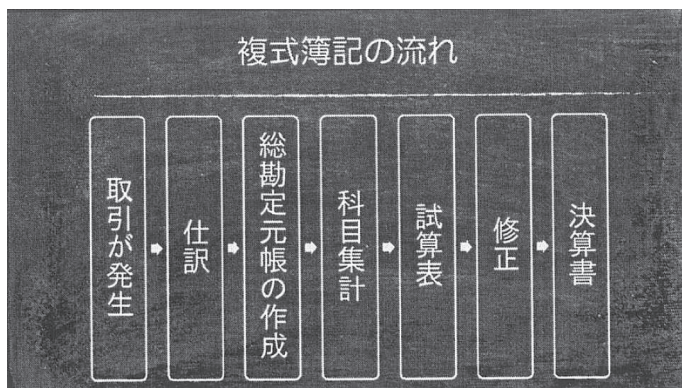 複式簿記の流れ
取引が発生
仕訳
総勘定元帳の作成
科目集計
試算表
修正
決算書